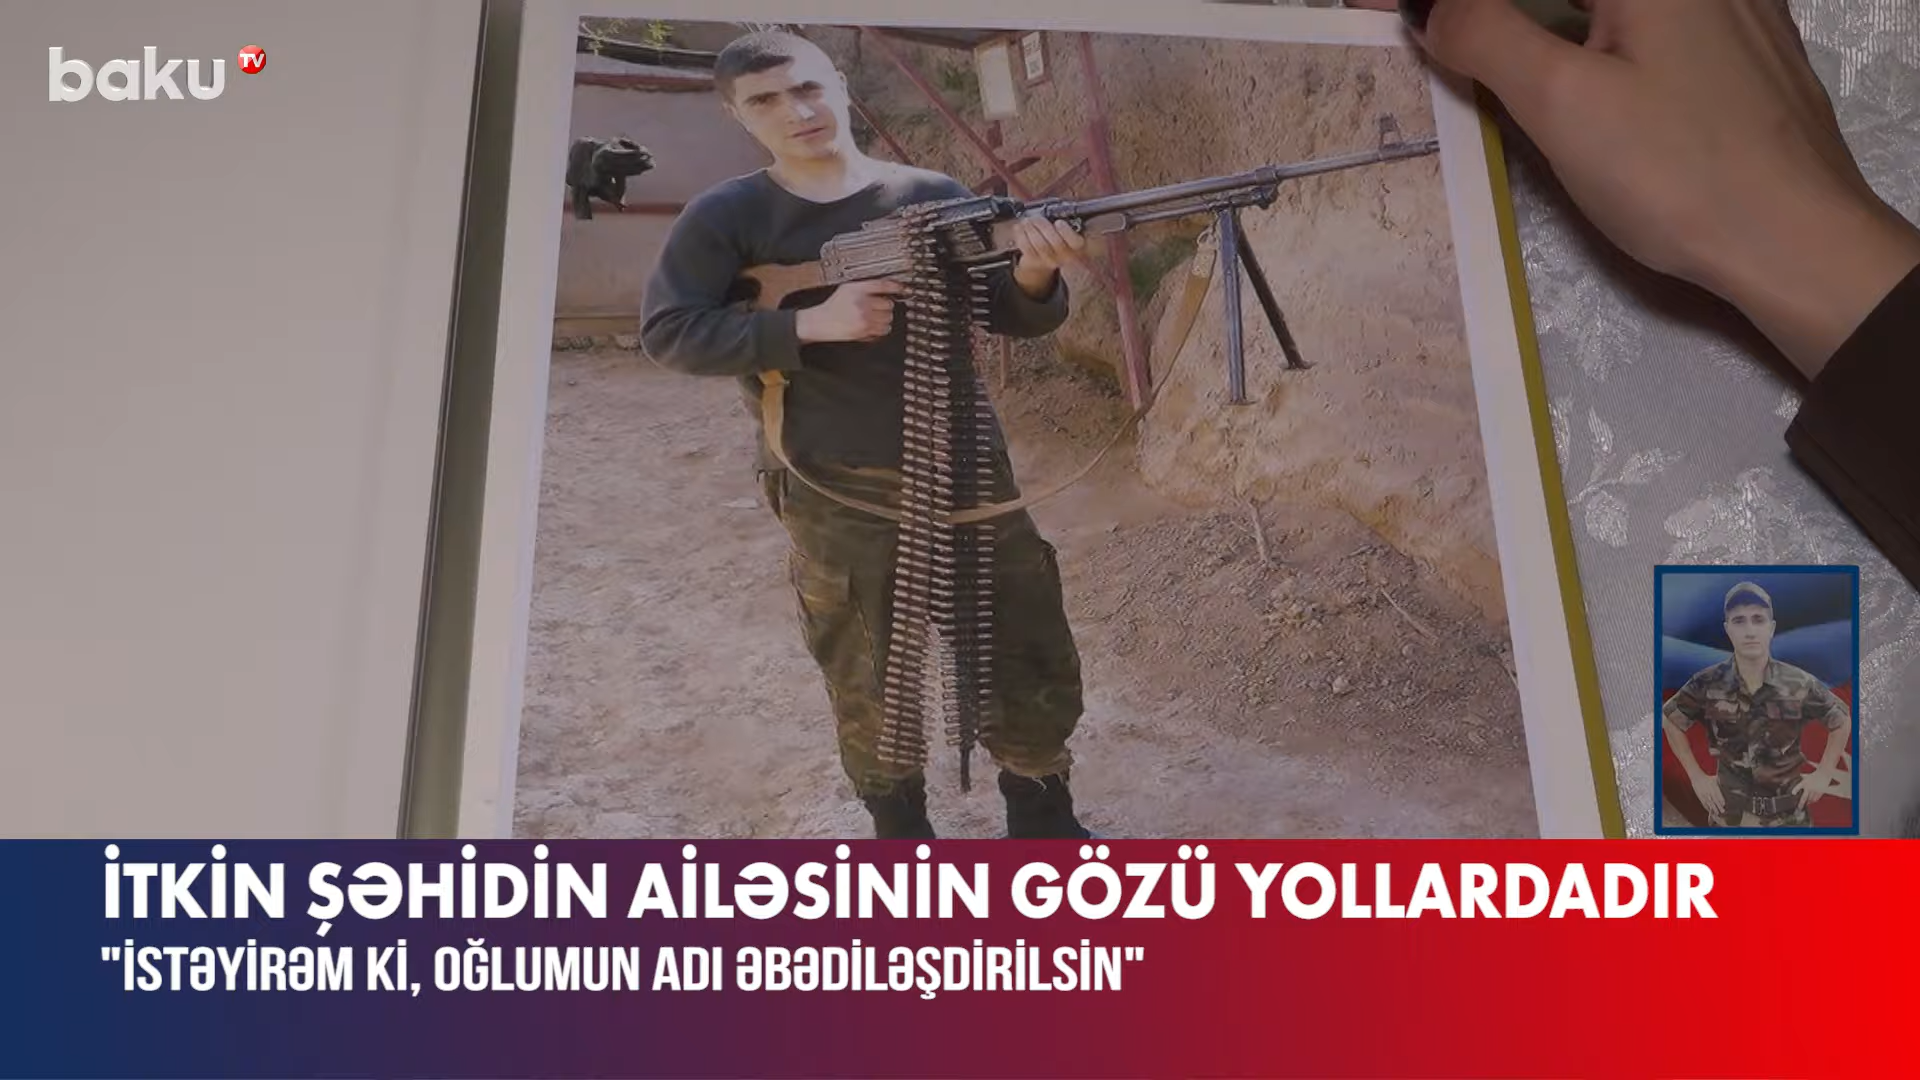 baku TV
İTKİN ŞƏHİDİN AİLƏSİNİN GÖZÜ YOLLARDADIR
"İSTƏYİRƏM Kİ, OĞLUMUN ADI ƏBƏDİLƏŞDİRİLSİN"